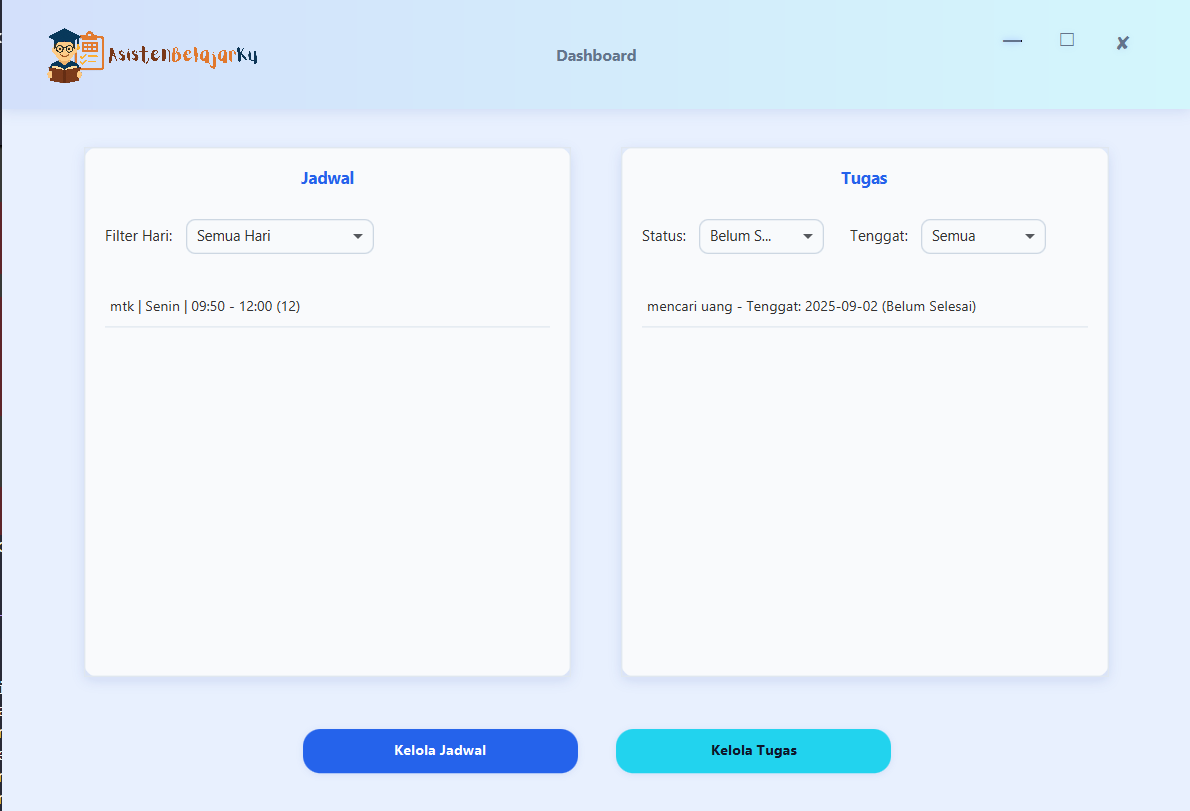 AsistenBelajarKu
Dashboard
Jadwal
Filter Hari: Semua Hari
mtk | Senin | 09:50 - 12:00 (12)
Tugas
Status: Belum S... Tenggat: Semua
mencari uang - Tenggat: 2025-09-02 (Belum Selesai)
Kelola Jadwal
Kelola Tugas